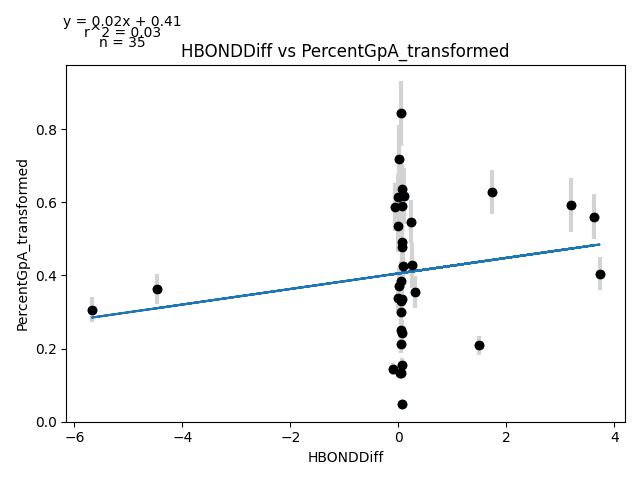 y = 0.02x + 0.41
r^2 = 0.03
n = 35
HBONDDiff vs PercentGpA_transformed
PercentGpA_transformed
0.8
0.6
0.4
0.2
0.0
−6
−4
−2
0
2
4
HBONDDiff